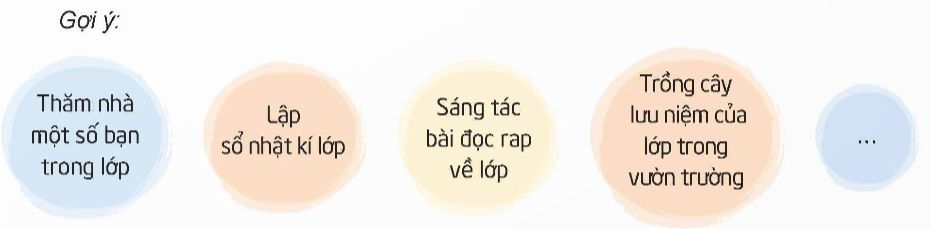 Gợi ý:
Thăm nhà
một số bạn
trong lớp
Lập
sổ nhật kí lớp
Sáng tác
bài đọc rap
về lớp
Trồng cây
lưu niệm của
lớp trong
vườn trường
...